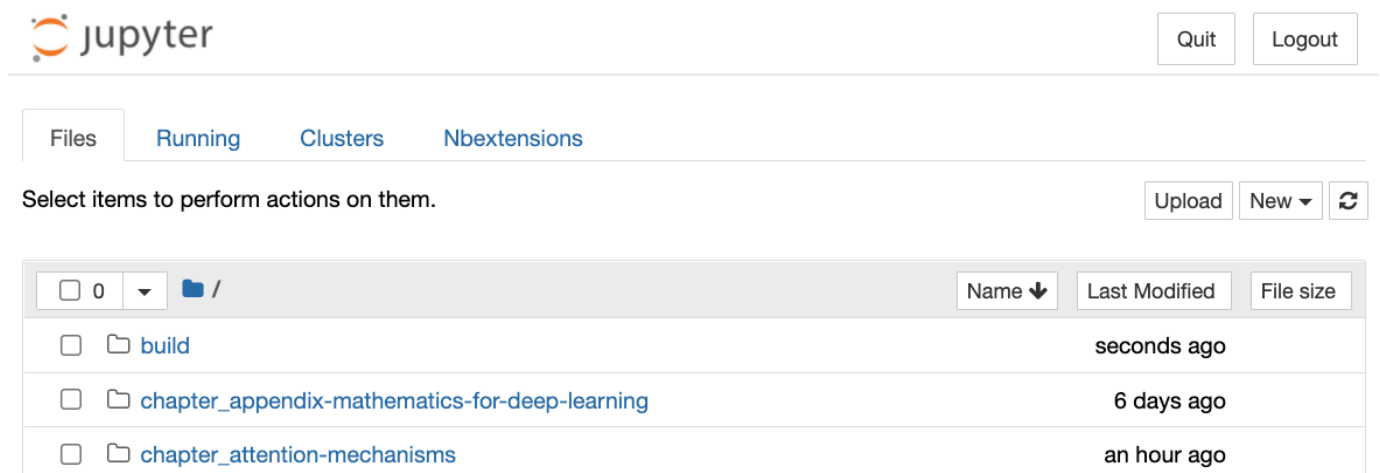 jupyter
Quit Logout
Files Running Clusters Nbextensions
Select items to perform actions on them.
Upload New
0 / Name Last Modified File size
build seconds ago
chapter_appendix-mathematics-for-deep-learning 6 days ago
chapter_attention-mechanisms an hour ago